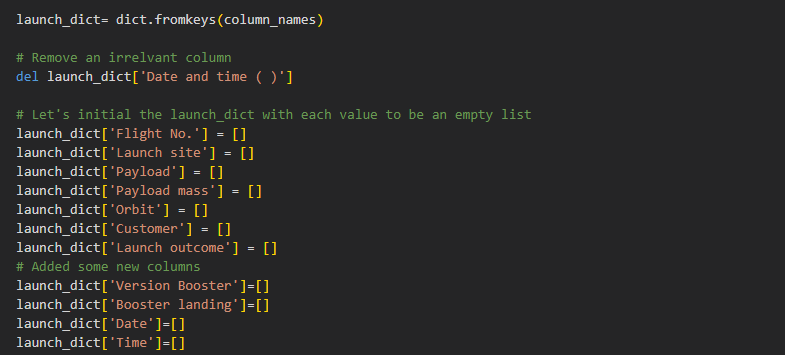 launch_dict= dict.fromkeys(column_names)
# Remove an irrelvant column
del launch_dict['Date and time ( )']
# Let's initial the launch_dict with each value to be an empty list
launch_dict['Flight No.'] = []
launch_dict['Launch site'] = []
launch_dict['Payload'] = []
launch_dict['Payload mass'] = []
launch_dict['Orbit'] = []
launch_dict['Customer'] = []
launch_dict['Launch outcome'] = []
# Added some new columns
launch_dict['Version Booster']=[]
launch_dict['Booster landing']=[]
launch_dict['Date']=[]
launch_dict['Time']=[]